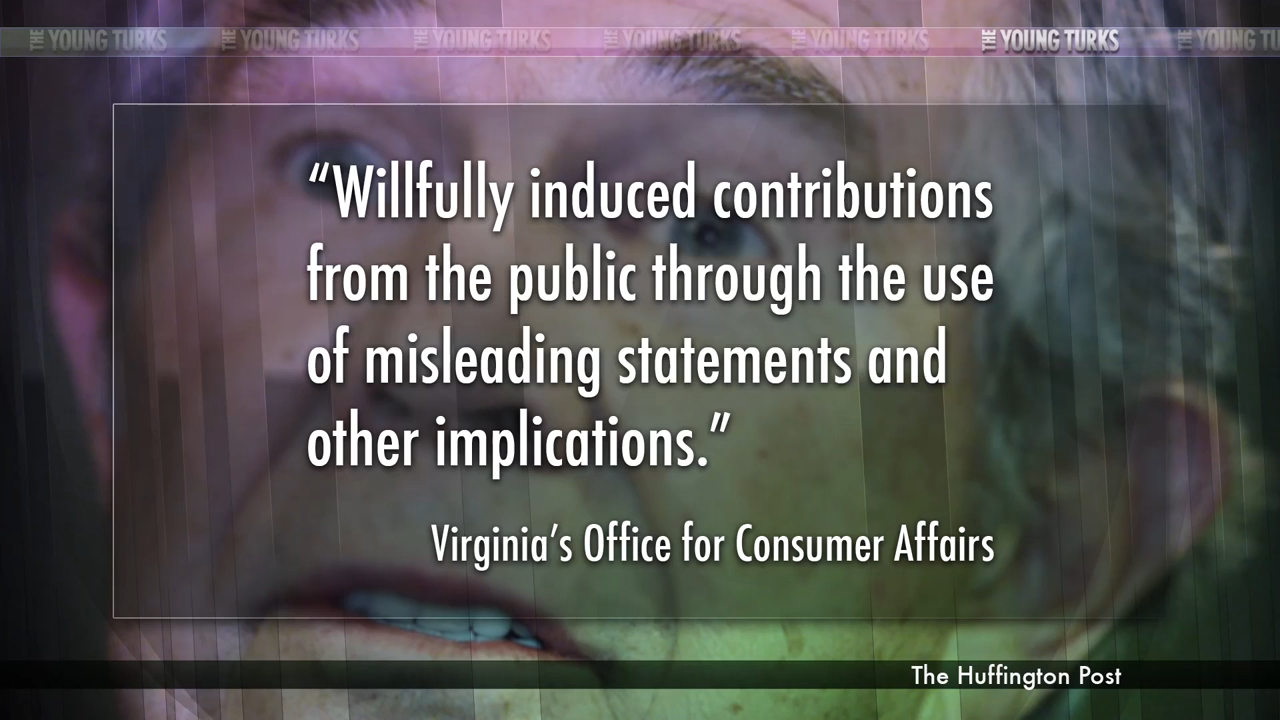 THE YOUNG TURKS THE YOUNG TURKS THE YOUNG TURKS THE YOUNG TURKS THE YOUNG TURKS THE YOUNG TURKS THE YOUNG TU
“Willfully induced contributions
from the public through the use
of misleading statements and
other implications.”
Virginia’s Office for Consumer Affairs
The Huffington Post